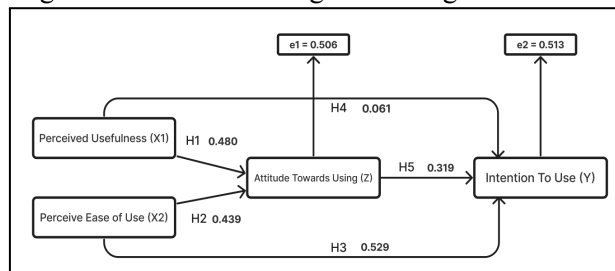 e1 = 0.506
e2 = 0.513
H4 0.061
Perceived Usefulness (X1)
H1 0.480
Attitude Towards Using (Z)
H5 0.319
Intention To Use (Y)
Perceive Ease of Use (X2)
H2 0.439
H3 0.529